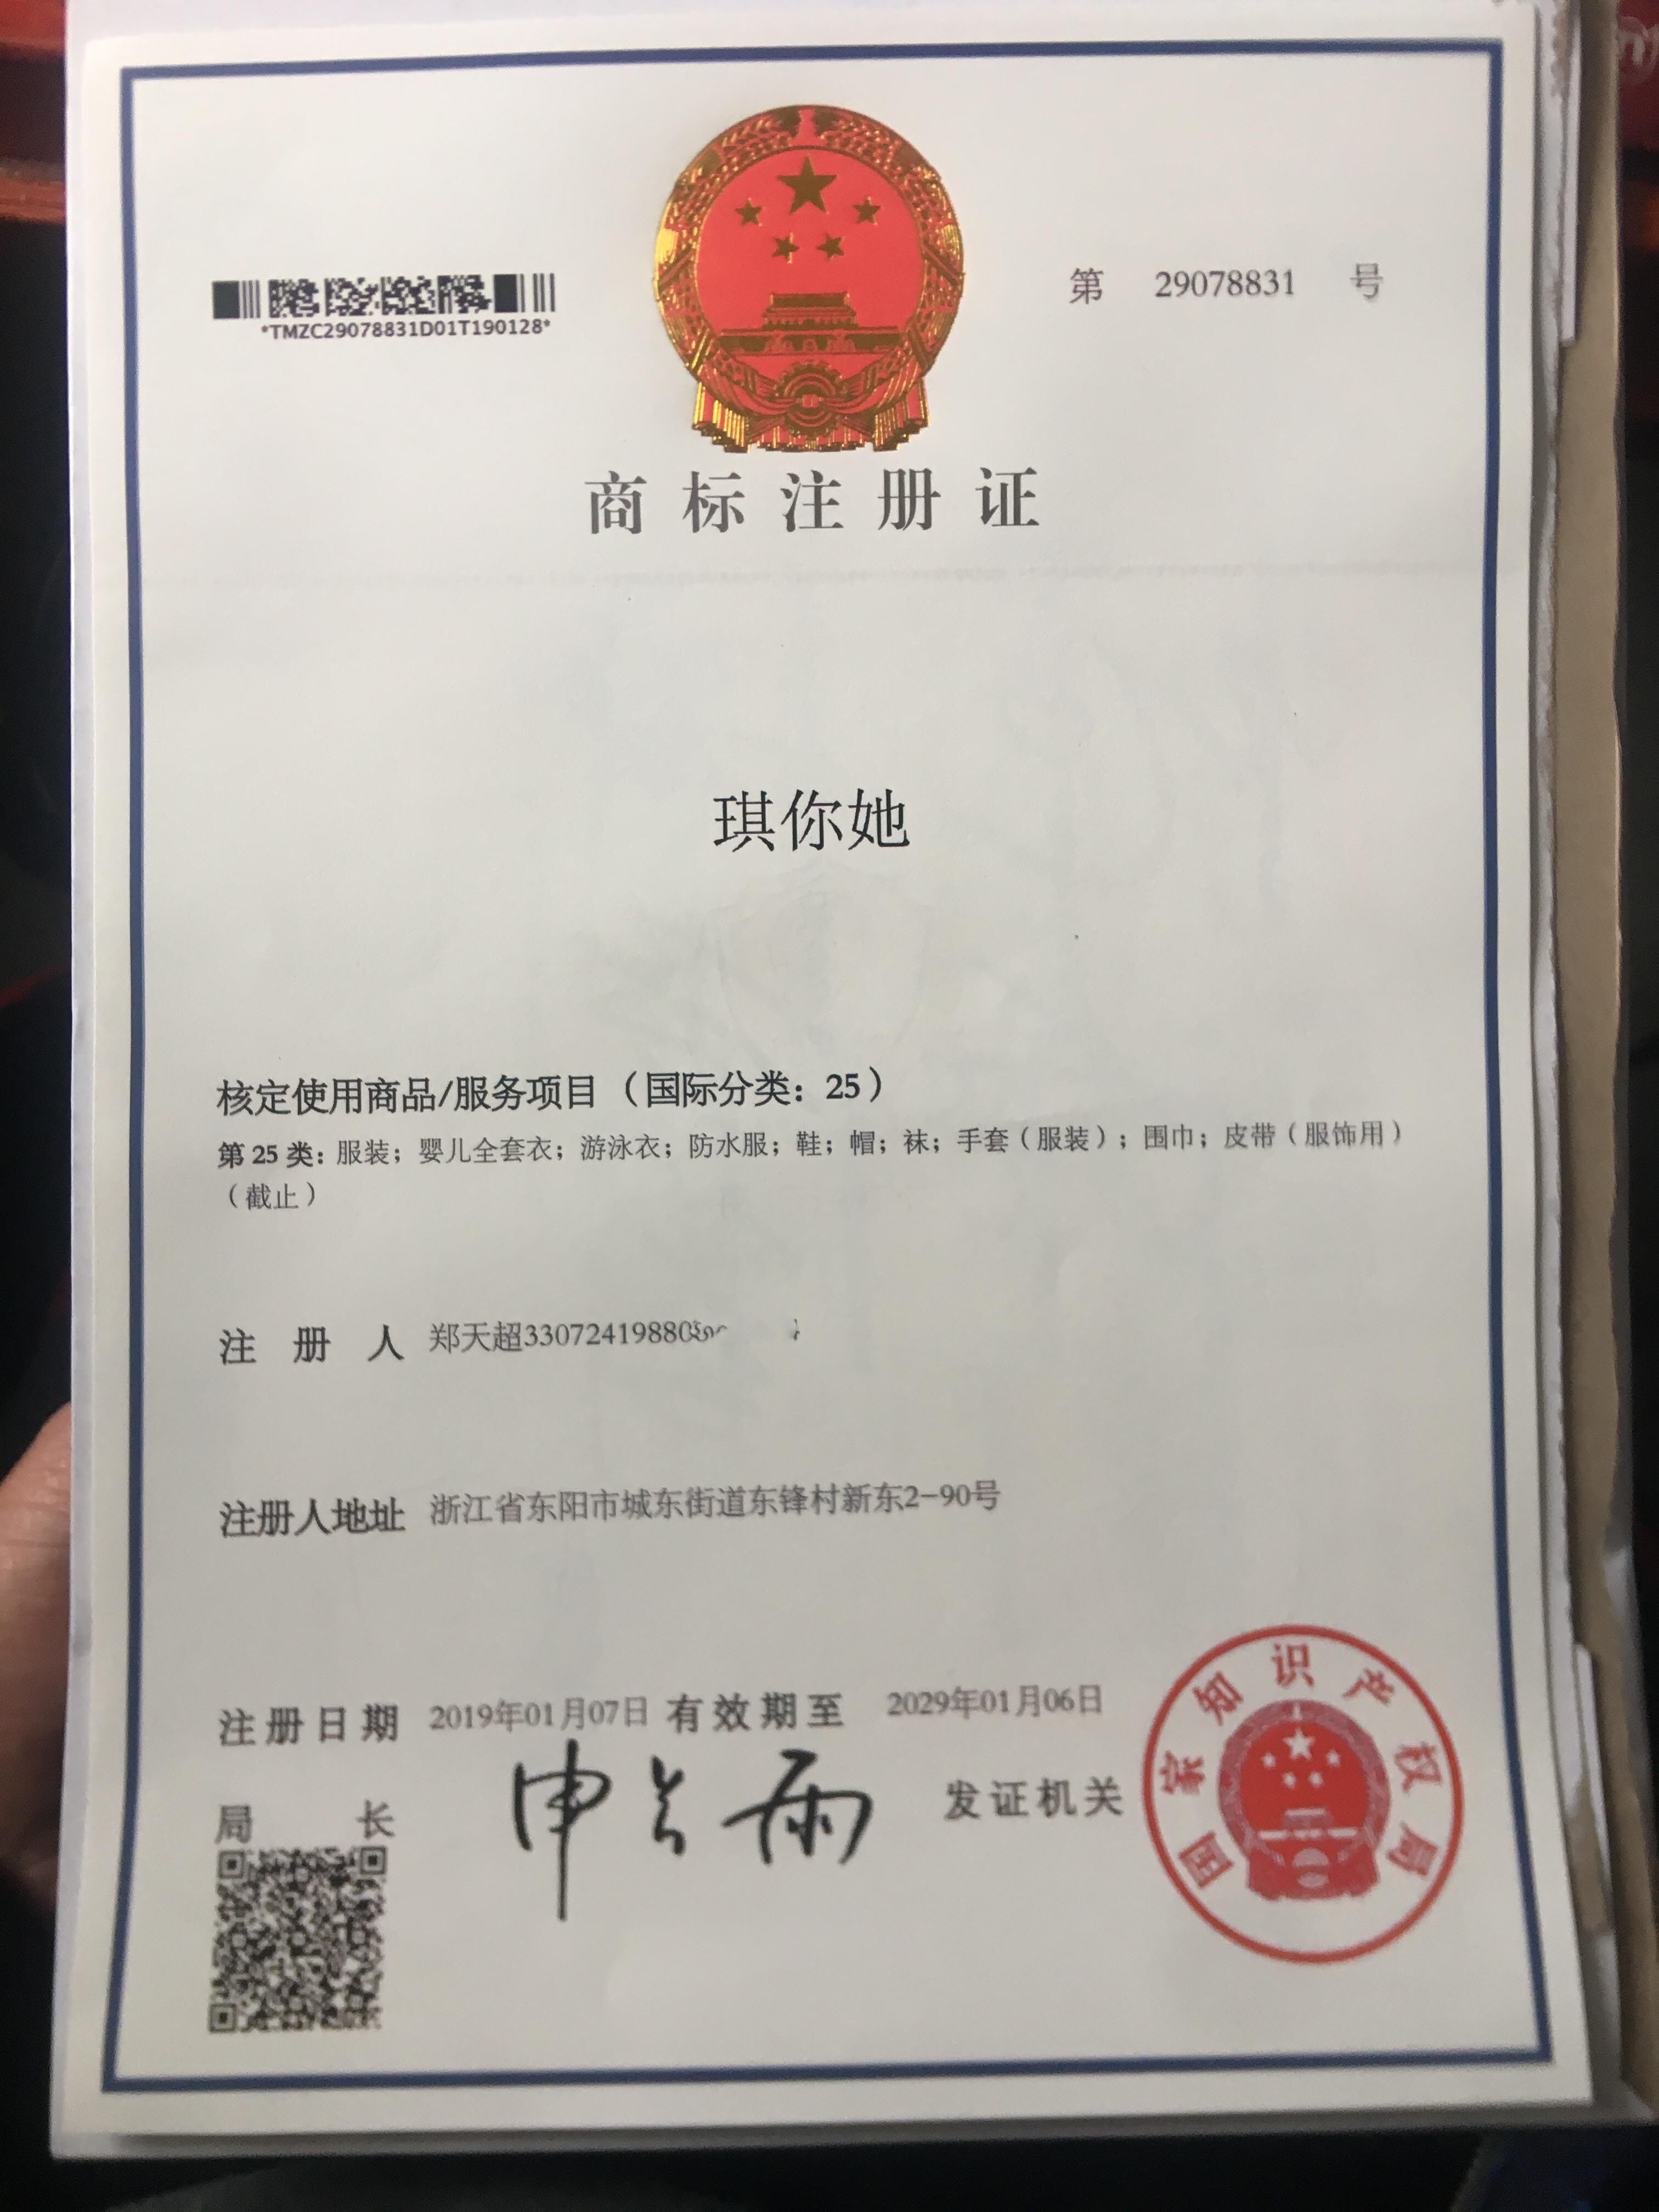 第 29078831 号
*TMZC29078831D01T190128*
商标注册证
琪你她
核定使用商品/服务项目（国际分类：25）
第25类：服装；婴儿全套衣；游泳衣；防水服；鞋；帽；袜；手套（服装）；围巾；皮带（服饰用）
（截止）
注册人 郑天超3307241988
注册人地址 浙江省东阳市城东街道东锋村新东2-90号
注册日期 2019年01月07日 有效期至 2029年01月06日
局长 申长雨 发证机关
国家知识产权局